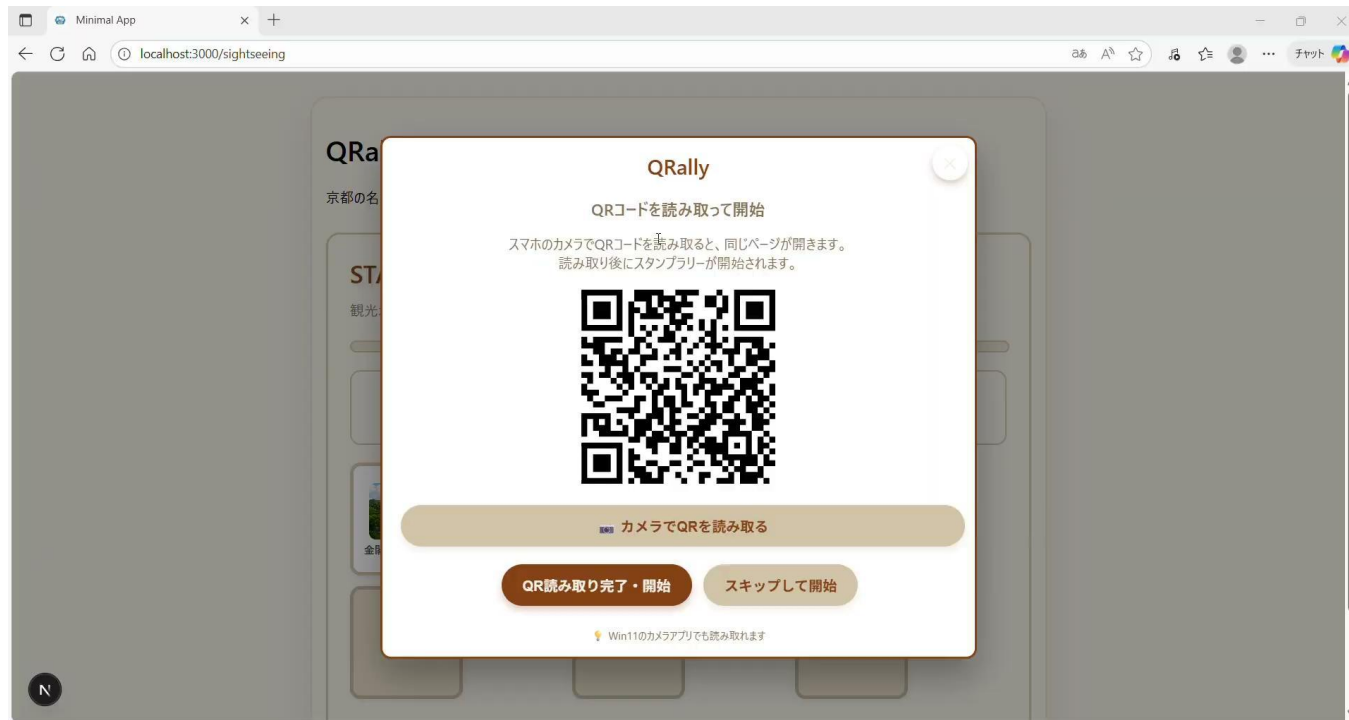 Minimal App
localhost:3000/sightseeing
ああ
チャット
QRa
京都の名
QRally
QRコードを読み取って開始
スマホのカメラでQRコードを読み取ると、同じページが開きます。
読み取り後にスタンプラリーが開始されます。
STA
観光
金閣
カメラでQRを読み取る
QR読み取り完了・開始
スキップして開始
Win11のカメラアプリでも読み取れます
N